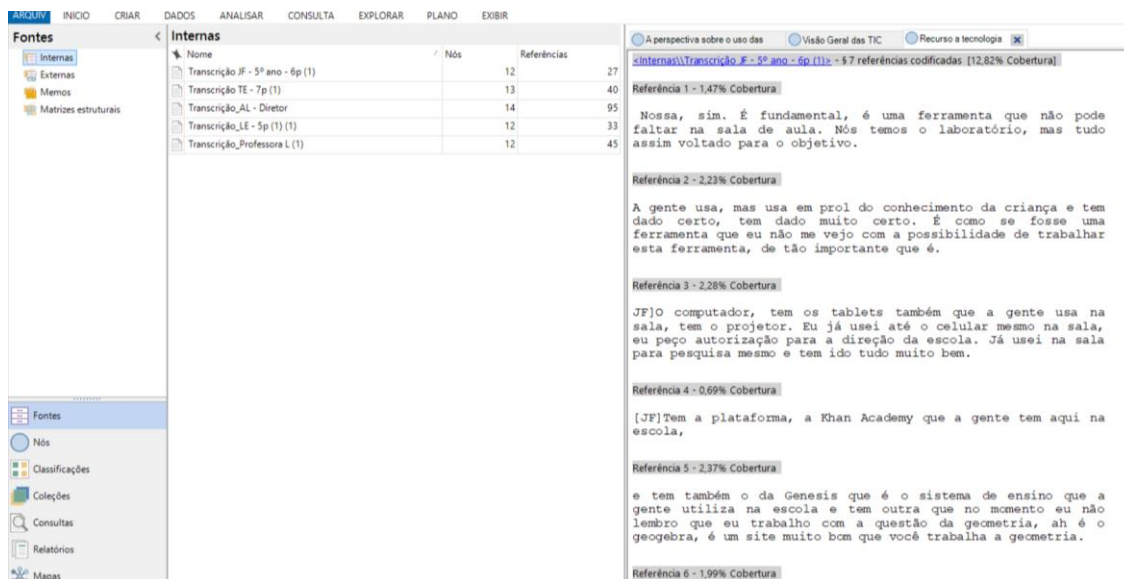 ARQUIV INICIO CRIAR DADOS ANALISAR CONSULTA EXPLORAR PLANO EXIBIR
Fontes <
Internas
Externas
Memos
Matrizes estruturais
Fontes
Nós
Classificações
Coleções
Consultas
Relatórios
Mapas
Internas
Nome Nós Referências
Transcrição JF - 5º ano - 6p (1) 12 27
Transcrição TE - 7p (1) 13 40
Transcrição_AL - Diretor 14 95
Transcrição_LE - 5p (1) (1) 12 33
Transcrição_Professora L (1) 12 45
A perspectiva sobre o uso das Visão Geral das TIC Recurso a tecnologia x
<Internas\\Transcrição JF - 5º ano - 6p (1)> - § 7 referências codificadas [12,82% Cobertura]
Referência 1 - 1,47% Cobertura
Nossa, sim. É fundamental, é uma ferramenta que não pode
faltar na sala de aula. Nós temos o laboratório, mas tudo
assim voltado para o objetivo.
Referência 2 - 2,23% Cobertura
A gente usa, mas usa em prol do conhecimento da criança e tem
dado certo, tem dado muito certo. É como se fosse uma
ferramenta que eu não me vejo com a possibilidade de trabalhar
esta ferramenta, de tão importante que é.
Referência 3 - 2,28% Cobertura
JF]O computador, tem os tablets também que a gente usa na
sala, tem o projetor. Eu já usei até o celular mesmo na sala,
eu peço autorização para a direção da escola. Já usei na sala
para pesquisa mesmo e tem ido tudo muito bem.
Referência 4 - 0,69% Cobertura
[JF]Tem a plataforma, a Khan Academy que a gente tem aqui na
escola,
Referência 5 - 2,37% Cobertura
e tem também o da Genesis que é o sistema de ensino que a
gente utiliza na escola e tem outra que no momento eu não
lembro que eu trabalho com a questão da geometria, ah é o
geogebra, é um site muito bom que você trabalha a geometria.
Referência 6 - 1,99% Cobertura